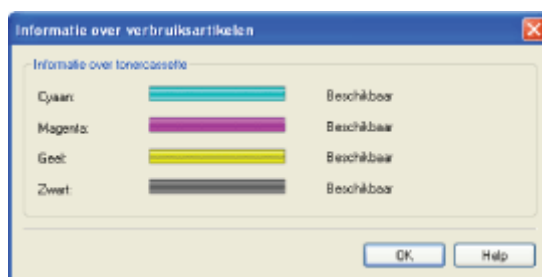 Informatie over verbruiksartikelen
Informatie over tonercassette
Cyaan: Beschikbaar
Magenta: Beschikbaar
Geel: Beschikbaar
Zwart: Beschikbaar
OK Help